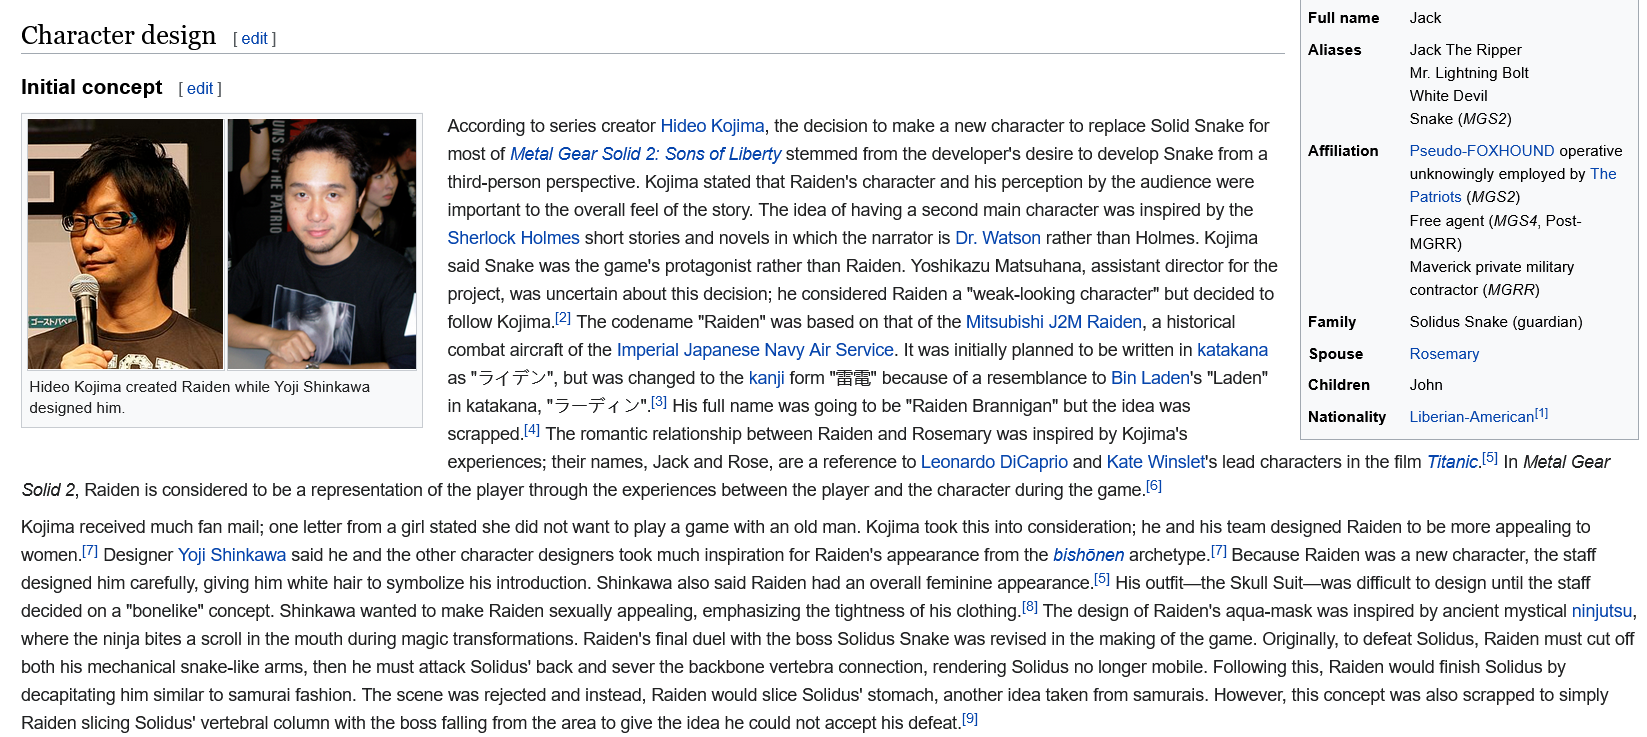 Character design [ edit ]
Initial concept [ edit ]
Hideo Kojima created Raiden while Yoji Shinkawa
designed him.
According to series creator Hideo Kojima, the decision to make a new character to replace Solid Snake for
most of Metal Gear Solid 2: Sons of Liberty stemmed from the developer's desire to develop Snake from a
third-person perspective. Kojima stated that Raiden's character and his perception by the audience were
important to the overall feel of the story. The idea of having a second main character was inspired by the
Sherlock Holmes short stories and novels in which the narrator is Dr. Watson rather than Holmes. Kojima
said Snake was the game's protagonist rather than Raiden. Yoshikazu Matsuhana, assistant director for the
project, was uncertain about this decision; he considered Raiden a "weak-looking character" but decided to
follow Kojima.[2] The codename "Raiden" was based on that of the Mitsubishi J2M Raiden, a historical
combat aircraft of the Imperial Japanese Navy Air Service. It was initially planned to be written in katakana
as "ライデン", but was changed to the kanji form "雷電" because of a resemblance to Bin Laden's "Laden"
in katakana, "ラーディン".[3] His full name was going to be "Raiden Brannigan" but the idea was
scrapped.[4] The romantic relationship between Raiden and Rosemary was inspired by Kojima's
experiences; their names, Jack and Rose, are a reference to Leonardo DiCaprio and Kate Winslet's lead characters in the film Titanic.[5] In Metal Gear
Solid 2, Raiden is considered to be a representation of the player through the experiences between the player and the character during the game.[6]
Kojima received much fan mail; one letter from a girl stated she did not want to play a game with an old man. Kojima took this into consideration; he and his team designed Raiden to be more appealing to
women.[7] Designer Yoji Shinkawa said he and the other character designers took much inspiration for Raiden's appearance from the bishōnen archetype.[7] Because Raiden was a new character, the staff
designed him carefully, giving him white hair to symbolize his introduction. Shinkawa also said Raiden had an overall feminine appearance.[5] His outfit—the Skull Suit—was difficult to design until the staff
decided on a "bonelike" concept. Shinkawa wanted to make Raiden sexually appealing, emphasizing the tightness of his clothing.[8] The design of Raiden's aqua-mask was inspired by ancient mystical ninjutsu,
where the ninja bites a scroll in the mouth during magic transformations. Raiden's final duel with the boss Solidus Snake was revised in the making of the game. Originally, to defeat Solidus, Raiden must cut off
both his mechanical snake-like arms, then he must attack Solidus' back and sever the backbone vertebra connection, rendering Solidus no longer mobile. Following this, Raiden would finish Solidus by
decapitating him similar to samurai fashion. The scene was rejected and instead, Raiden would slice Solidus' stomach, another idea taken from samurais. However, this concept was also scrapped to simply
Raiden slicing Solidus' vertebral column with the boss falling from the area to give the idea he could not accept his defeat.[9]
Full name Jack
Aliases Jack The Ripper
Mr. Lightning Bolt
White Devil
Snake (MGS2)
Affiliation Pseudo-FOXHOUND operative
unknowingly employed by The
Patriots (MGS2)
Free agent (MGS4, Post-
MGRR)
Maverick private military
contractor (MGRR)
Family Solidus Snake (guardian)
Spouse Rosemary
Children John
Nationality Liberian-American[1]